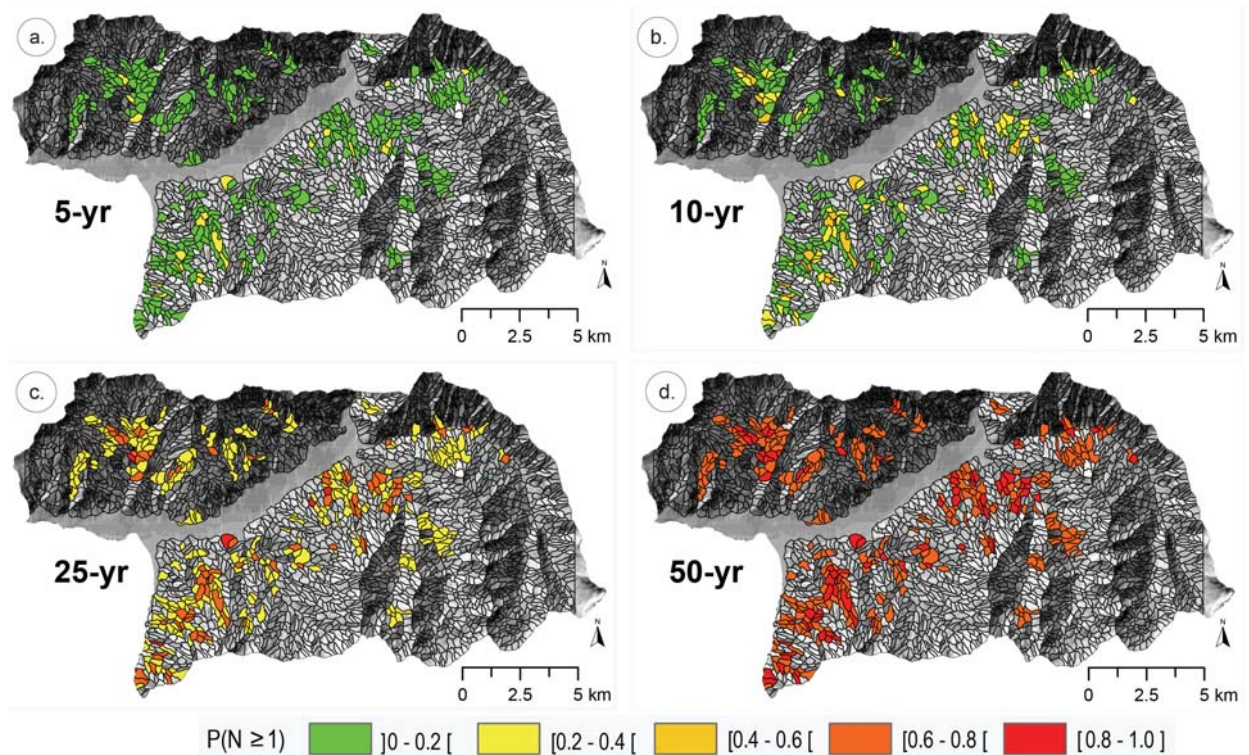 a.
5-yr
N
0 2.5 5 km
b.
10-yr
N
0 2.5 5 km
c.
25-yr
N
0 2.5 5 km
d.
50-yr
N
0 2.5 5 km
P(N ≥1) ]0 - 0.2 [ [0.2 - 0.4 [ [0.4 - 0.6 [ [0.6 - 0.8 [ [0.8 - 1.0 ]